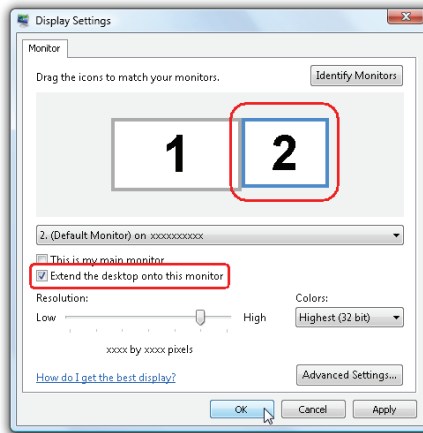 Display Settings
Monitor
Drag the icons to match your monitors.
Identify Monitors
1
2
2. (Default Monitor) on xxxxxxxxxx
This is my main monitor
Extend the desktop onto this monitor
Resolution:
Colors:
Low
High
Highest (32 bit)
xxxx by xxxx pixels
How do I get the best display?
Advanced Settings...
OK
Cancel
Apply